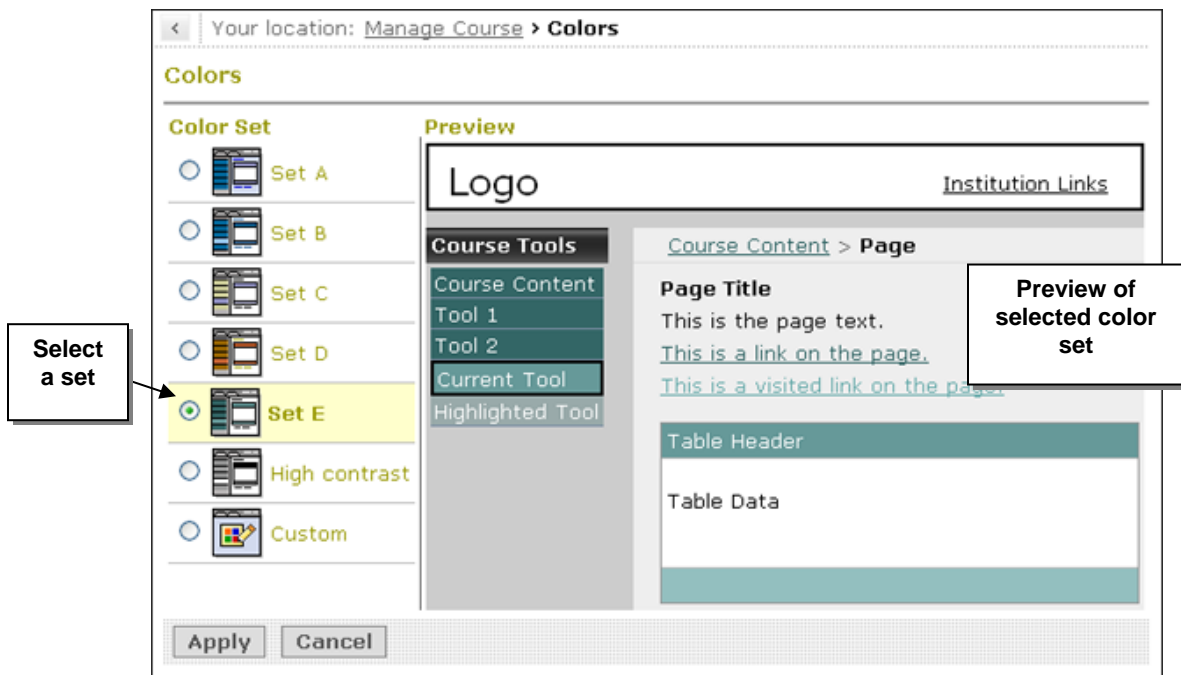 Your location: Manage Course > Colors
Colors
Color Set
Set A
Set B
Set C
Set D
Set E
High contrast
Custom
Select
a set
Preview
Logo
Institution Links
Course Tools
Course Content
Tool 1
Tool 2
Current Tool
Highlighted Tool
Course Content > Page
Page Title
This is the page text.
This is a link on the page.
This is a visited link on the page.
Table Header
Table Data
Preview of
selected color
set
Apply
Cancel